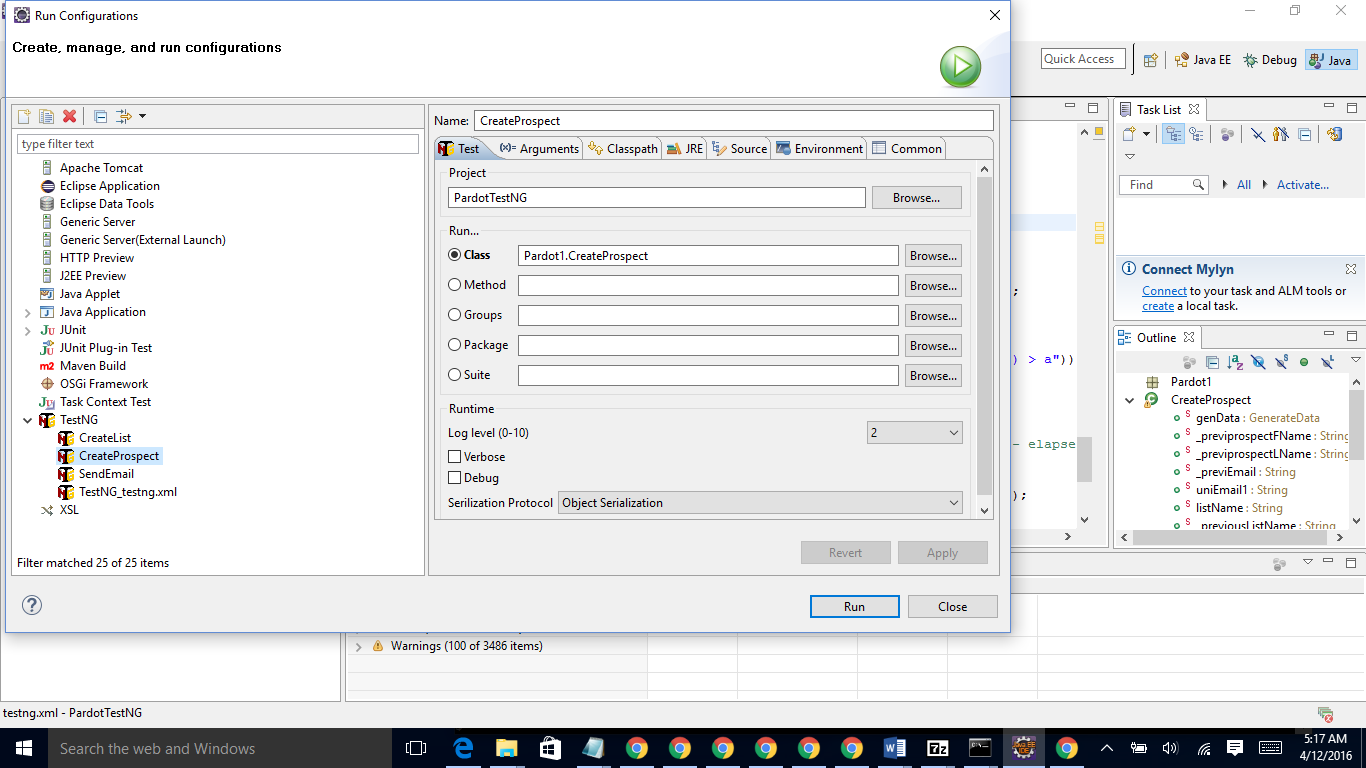 Run Configurations
Create, manage, and run configurations
type filter text
Apache Tomcat
Eclipse Application
Eclipse Data Tools
Generic Server
Generic Server(External Launch)
HTTP Preview
J2EE Preview
Java Applet
Java Application
Ju JUnit
JUnit Plug-in Test
m2 Maven Build
OSGi Framework
Task Context Test
TestNG
CreateList
CreateProspect
SendEmail
TestNG_testng.xml
XSL
Filter matched 25 of 25 items
Name: CreateProspect
Test (x)= Arguments Classpath JRE Source Environment Common
Project
PardotTestNG Browse...
Run...
Class Pardot1.CreateProspect Browse...
Method Browse...
Groups Browse...
Package Browse...
Suite Browse...
Runtime
Log level (0-10) 2
Verbose
Debug
Serilization Protocol Object Serialization
Revert Apply
Run Close
Quick Access Java EE Debug Java
;
) > a"))
- elapse
);
Task List
Find All Activate...
Connect Mylyn
Connect to your task and ALM tools or
create a local task.
Outline
Pardot1
CreateProspect
genData : GenerateData
_previprospectFName : String
_previprospectLName : String
_previEmail : String
uniEmail1 : String
listName : String
_previousListName : String
Warnings (100 of 3486 items)
testng.xml - PardotTestNG
Search the web and Windows
5:17 AM
4/12/2016